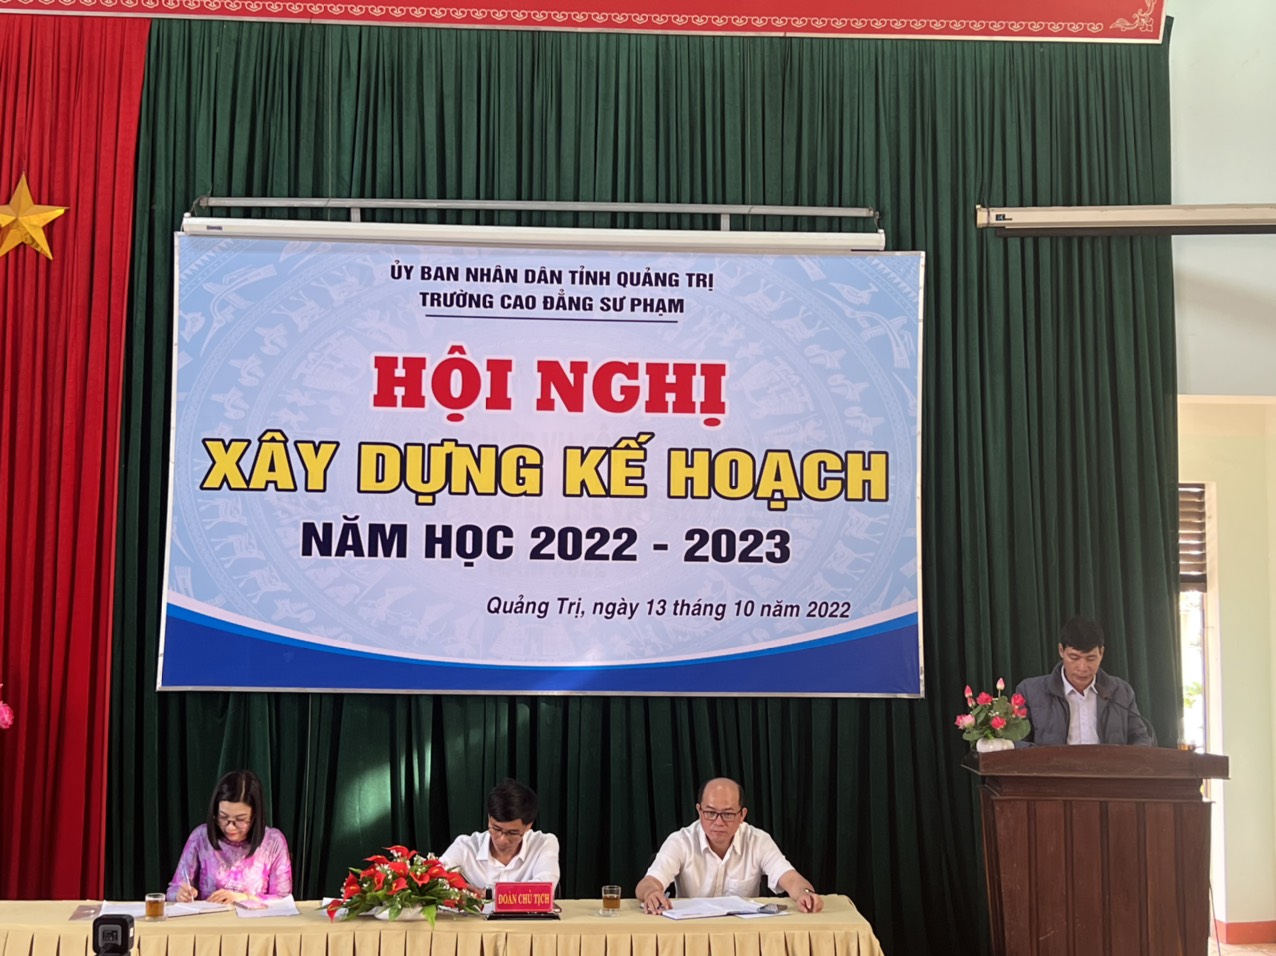 ỦY BAN NHÂN DÂN TỈNH QUẢNG TRỊ
TRƯỜNG CAO ĐẲNG SƯ PHẠM
HỘI NGHỊ
XÂY DỰNG KẾ HOẠCH
NĂM HỌC 2022 - 2023
Quảng Trị, ngày 13 tháng 10 năm 2022
ĐOÀN CHỦ TỊCH